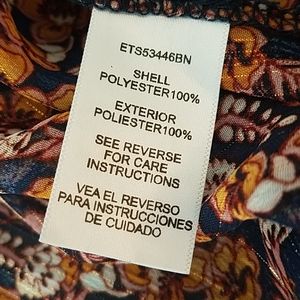 ETS53446BN
SHELL
POLYESTER100%
EXTERIOR
POLIESTER100%
SEE REVERSE
FOR CARE
INSTRUCTIONS
VEA EL REVERSO
PARA INSTRUCCIONES
DE CUIDADO